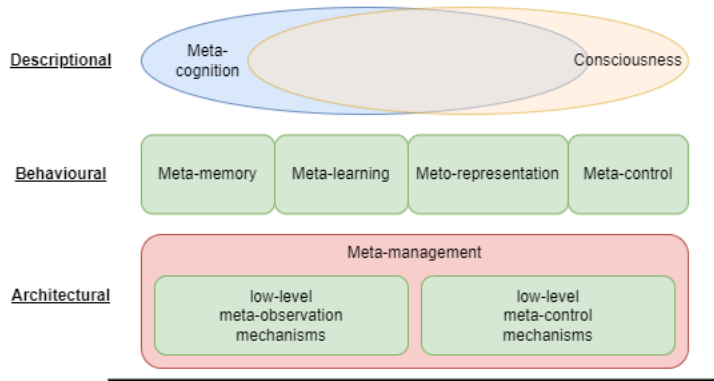 Descriptional
Meta-
cognition
Consciousness
Behavioural
Meta-memory
Meta-learning
Meto-representation
Meta-control
Meta-management
Architectural
low-level
meta-observation
mechanisms
low-level
meta-control
mechanisms